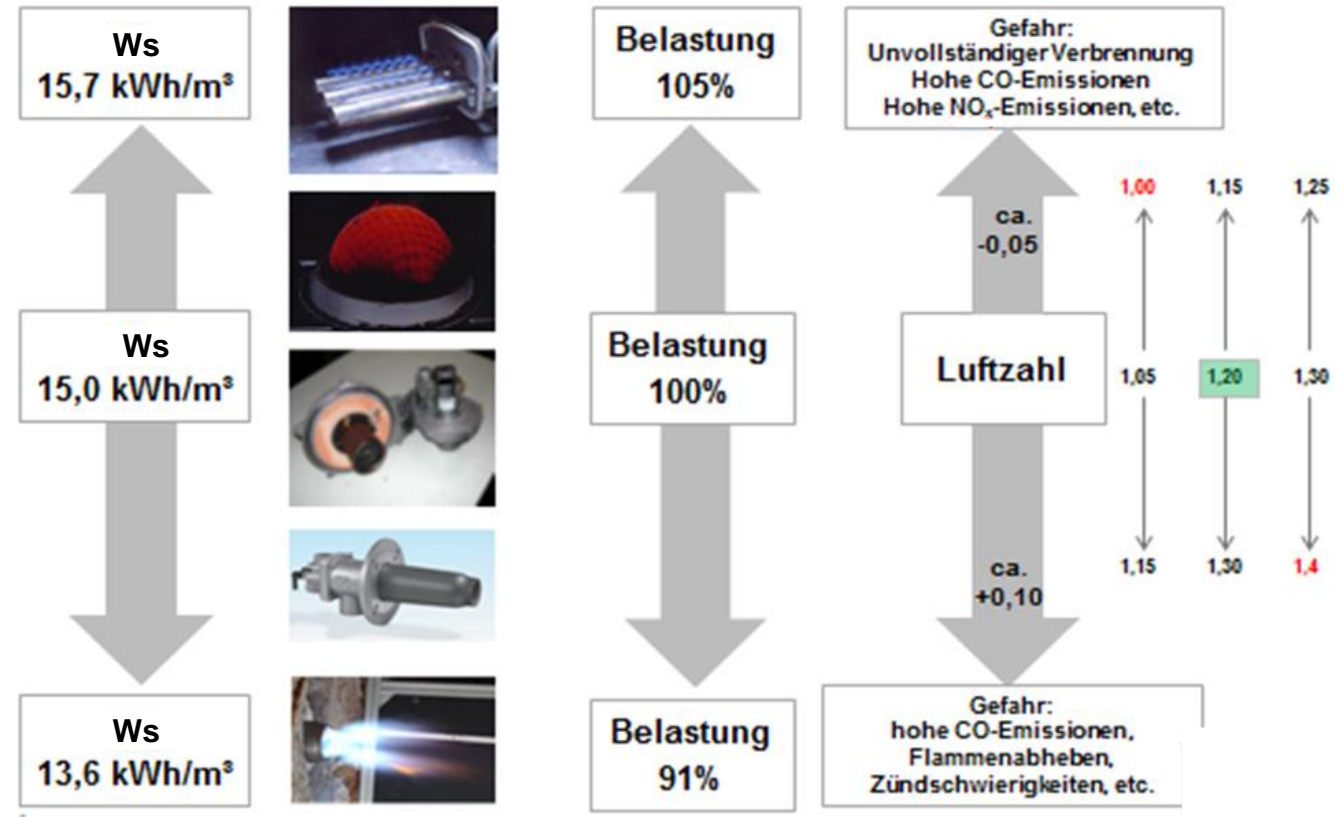 Ws
15,7 kWh/m³
Belastung
105%
Gefahr:
Unvollständiger Verbrennung
Hohe CO-Emissionen
Hohe NOₓ-Emissionen, etc.
ca.
-0,05
1,00
1,15
1,25
Ws
15,0 kWh/m³
Belastung
100%
Luftzahl
1,05
1,20
1,30
ca.
+0,10
1,15
1,30
1,4
Ws
13,6 kWh/m³
Belastung
91%
Gefahr:
hohe CO-Emissionen,
Flammenabheben,
Zündschwierigkeiten, etc.